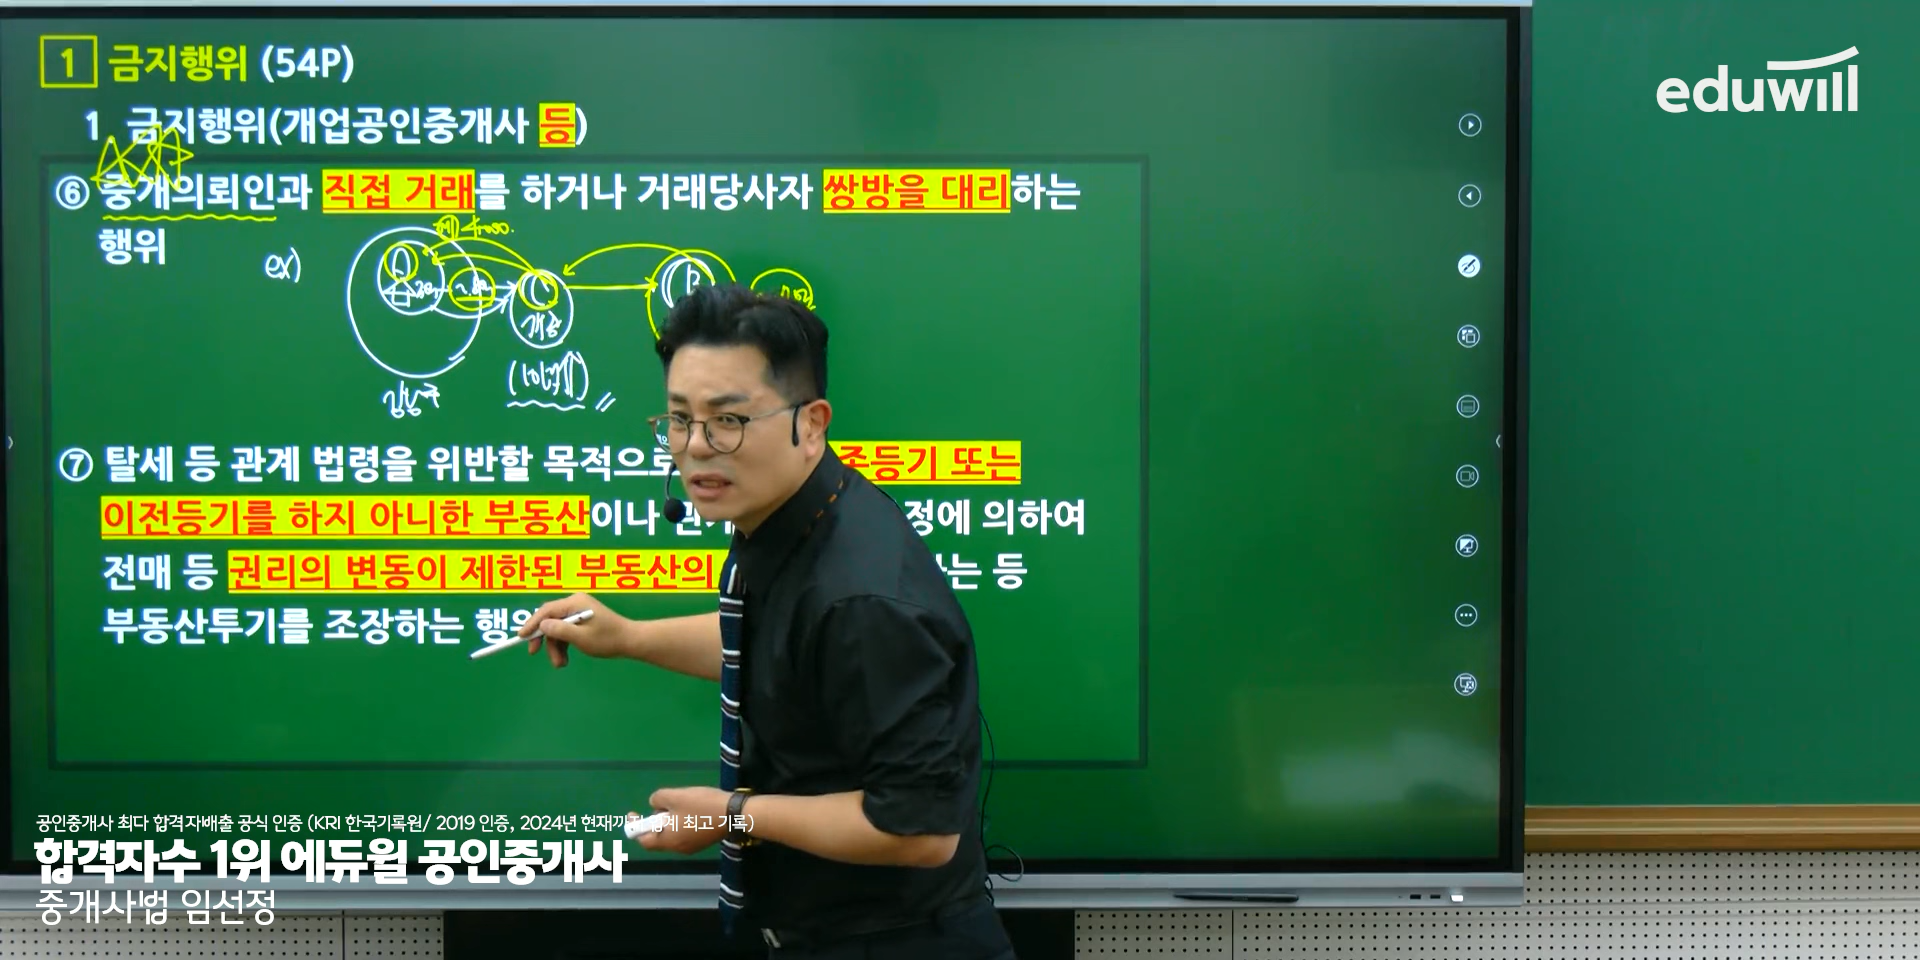 1 금지행위 (54P)
eduwill
1 금지행위(개업공인중개사 등)
⑥ 중개의뢰인과 직접 거래를 하거나 거래당사자 쌍방을 대리하는
행위
ex)
A
C
B
강남구
⑦ 탈세 등 관계 법령을 위반할 목적으로 존등기 또는
이전등기를 하지 아니한 부동산이나 정에 의하여
전매 등 권리의 변동이 제한된 부동산의 는 등
부동산투기를 조장하는 행위
공인중개사 최다 합격자배출 공식 인증 (KRI 한국기록원/ 2019 인증, 2024년 현재까지 업계 최고 기록)
합격자수 1위 에듀윌 공인중개사
중개사법 임선정